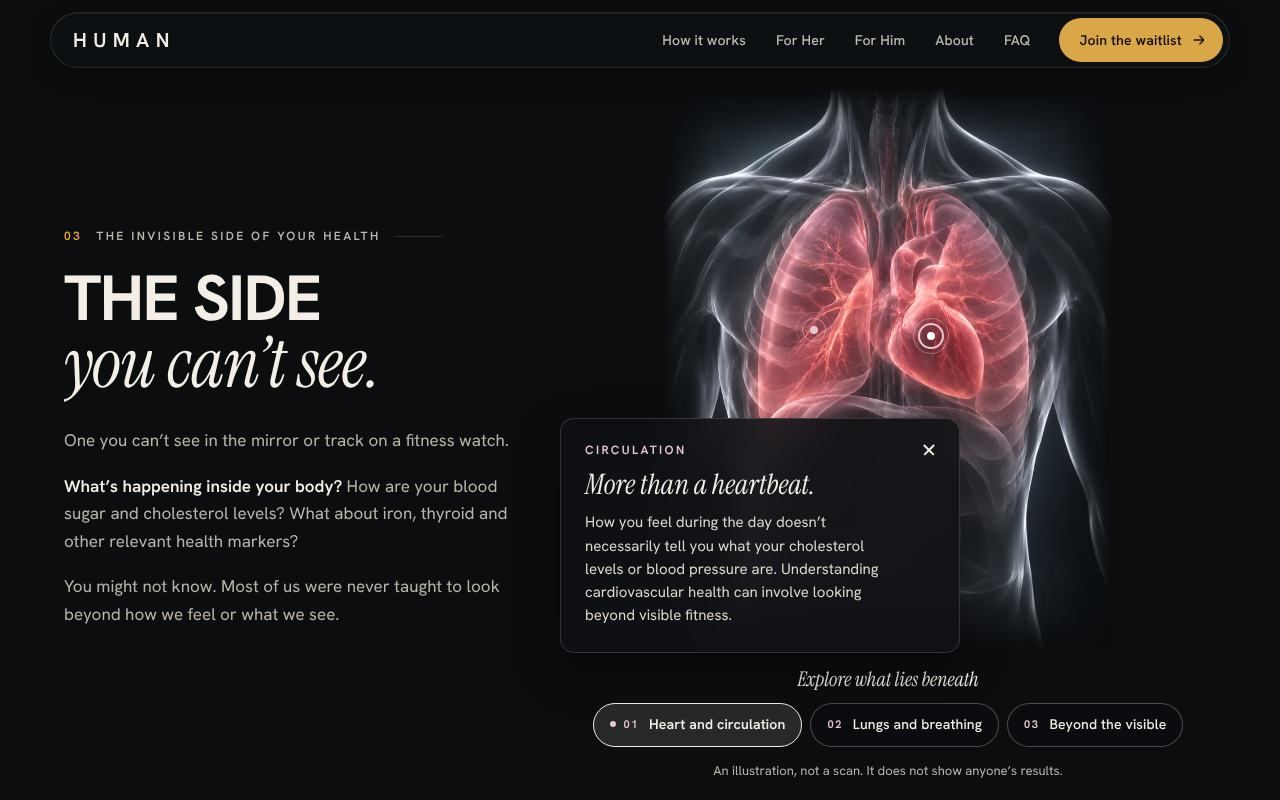 HUMAN
How it works
For Her
For Him
About
FAQ
Join the waitlist →
03 THE INVISIBLE SIDE OF YOUR HEALTH
THE SIDE
you can’t see.
One you can’t see in the mirror or track on a fitness watch.
What’s happening inside your body? How are your blood
sugar and cholesterol levels? What about iron, thyroid and
other relevant health markers?
You might not know. Most of us were never taught to look
beyond how we feel or what we see.
CIRCULATION
More than a heartbeat.
How you feel during the day doesn’t
necessarily tell you what your cholesterol
levels or blood pressure are. Understanding
cardiovascular health can involve looking
beyond visible fitness.
Explore what lies beneath
01 Heart and circulation
02 Lungs and breathing
03 Beyond the visible
An illustration, not a scan. It does not show anyone’s results.